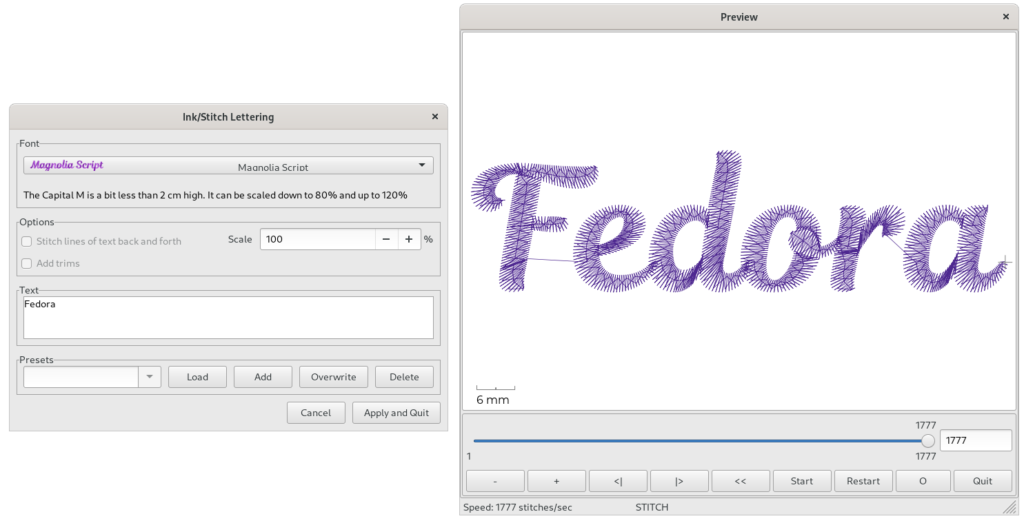 Ink/Stitch Lettering ×
Font
Magnolia Script Magnolia Script
The Capital M is a bit less than 2 cm high. It can be scaled down to 80% and up to 120%
Options
Stitch lines of text back and forth Scale 100 − + %
Add trims
Text
Fedora
Presets
Load Add Overwrite Delete
Cancel Apply and Quit
Preview ×
Fedora
6 mm
1777
1777
1 1777
- + <| |> << Start Restart O Quit
Speed: 1777 stitches/sec STITCH